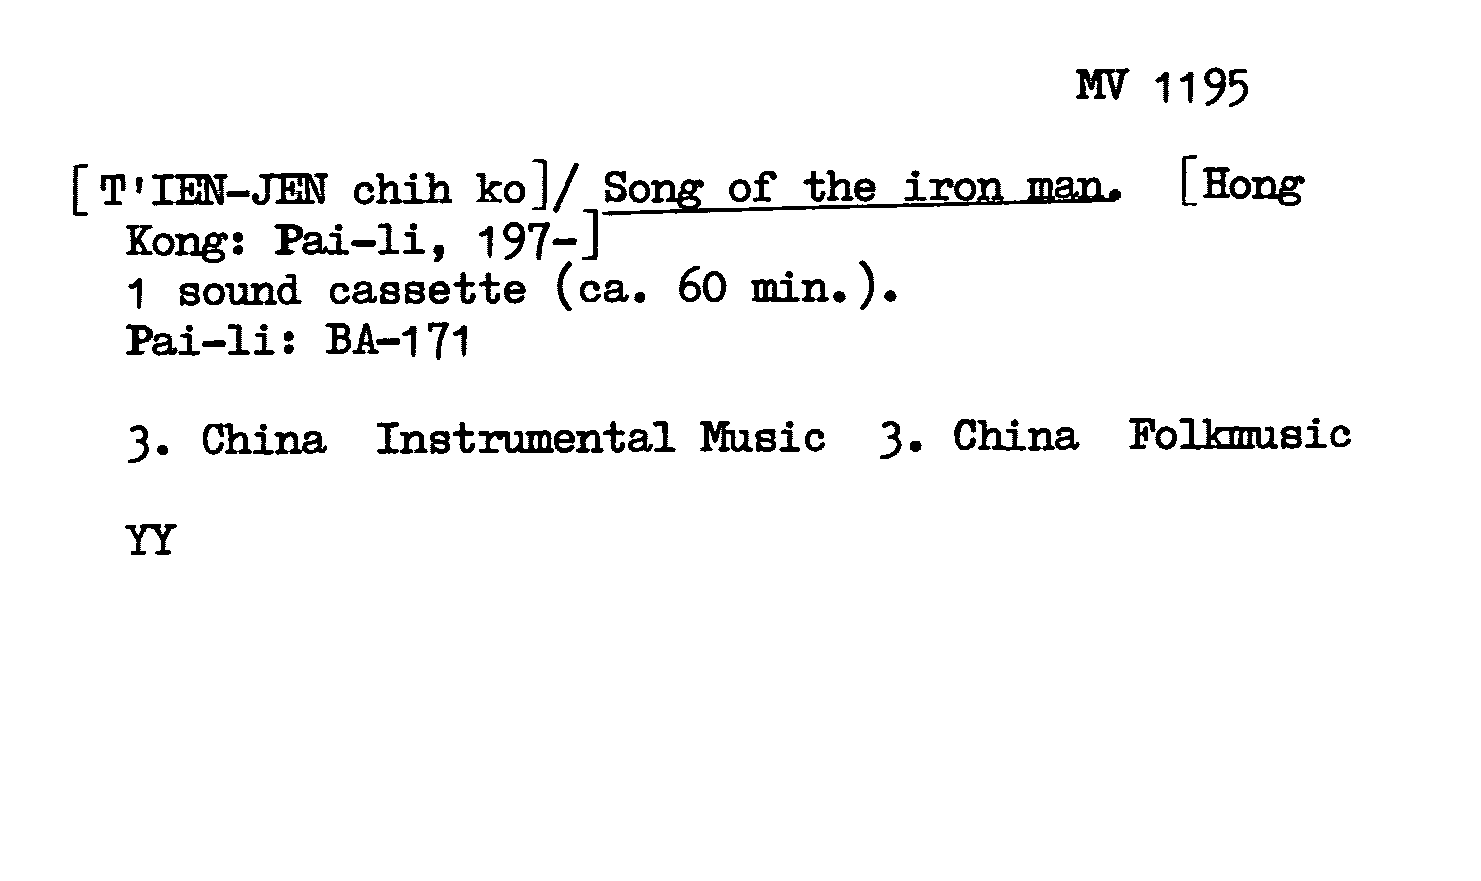 MV 1195
[T'IEN-JEN chih ko]/ Song of the iron man. [Hong
Kong: Pai-li, 197-]
1 sound cassette (ca. 60 min.).
Pai-li: BA-171
3. China Instrumental Music 3. China Folkmusic
YY